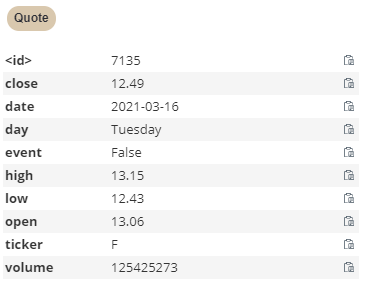 Quote
<id> 7135
close 12.49
date 2021-03-16
day Tuesday
event False
high 13.15
low 12.43
open 13.06
ticker F
volume 125425273